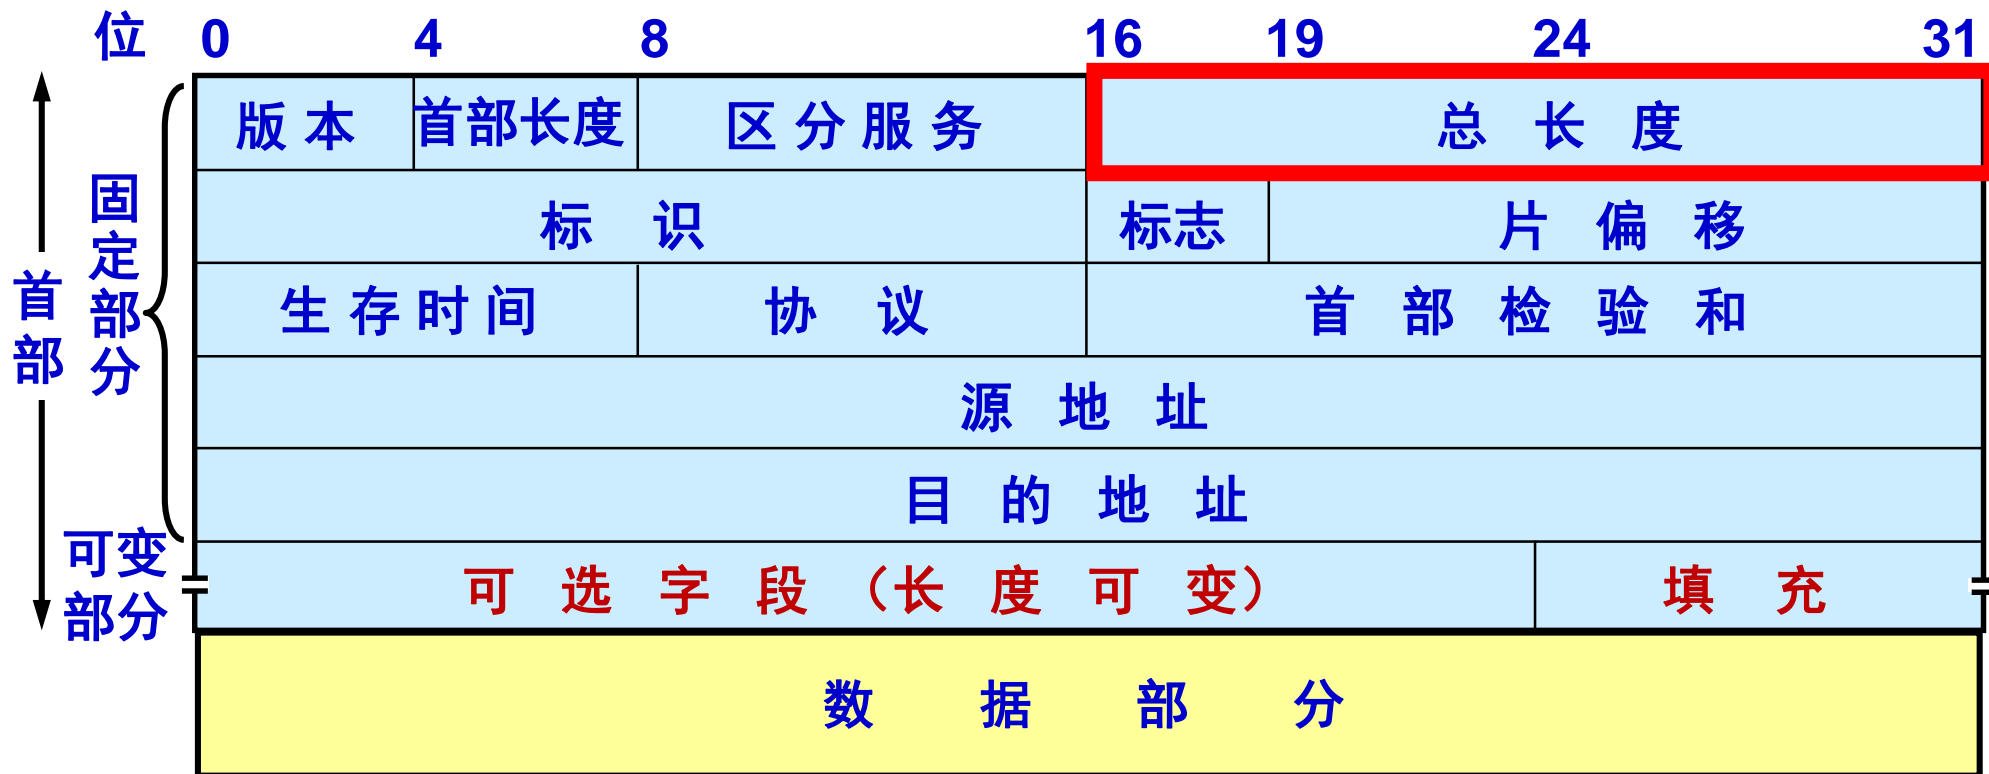 位 0 4 8 16 19 24 31
版本 首部长度 区分服务 总长度
标识 标志 片偏移
生存时间 协议 首部检验和
源地址
目的地址
可选字段（长度可变） 填充
数据部分
首部
固定部分
可变
部分